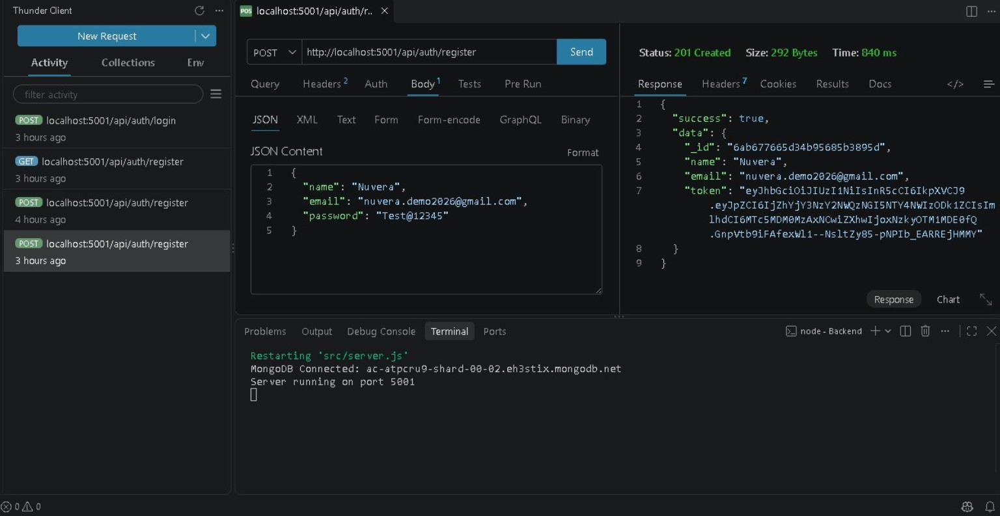 Thunder Client
New Request
Activity Collections Env
filter activity
POST localhost:5001/api/auth/login
3 hours ago
GET localhost:5001/api/auth/register
3 hours ago
POST localhost:5001/api/auth/register
4 hours ago
POST localhost:5001/api/auth/register
3 hours ago
POS localhost:5001/api/auth/r..
POST http://localhost:5001/api/auth/register Send
Query Headers 2 Auth Body 1 Tests Pre Run
JSON XML Text Form Form-encode GraphQL Binary
JSON Content Format
1 {
2 "name": "Nuvera",
3 "email": "nuvera.demo2026@gmail.com",
4 "password": "Test@12345"
5 }
Status: 201 Created Size: 292 Bytes Time: 840 ms
Response Headers 7 Cookies Results Docs </>
1 {
2 "success": true,
3 "data": {
4 "_id": "6ab677665d34b95685b3895d",
5 "name": "Nuvera",
6 "email": "nuvera.demo2026@gmail.com",
7 "token": "eyJhbGciOiJIUzI1NiIsInR5cCI6IkpXVCJ9
.eyJpZCI6IjZhYjY3NzY2NWQzNGI5NTY4NWIzODk1ZCIsIm
lhdCI6MTc5MDM0MzAxNCwiZXhwIjoxNzkyOTM1MDE0fQ
.GnpVtb9iFAfexWl1--NsltZy85-pNPIb_EARREjHMMY"
8 }
9 }
Response Chart
Problems Output Debug Console Terminal Ports
node - Backend
Restarting 'src/server.js'
MongoDB Connected: ac-atpcru9-shard-00-02.eh3stix.mongodb.net
Server running on port 5001
0 0